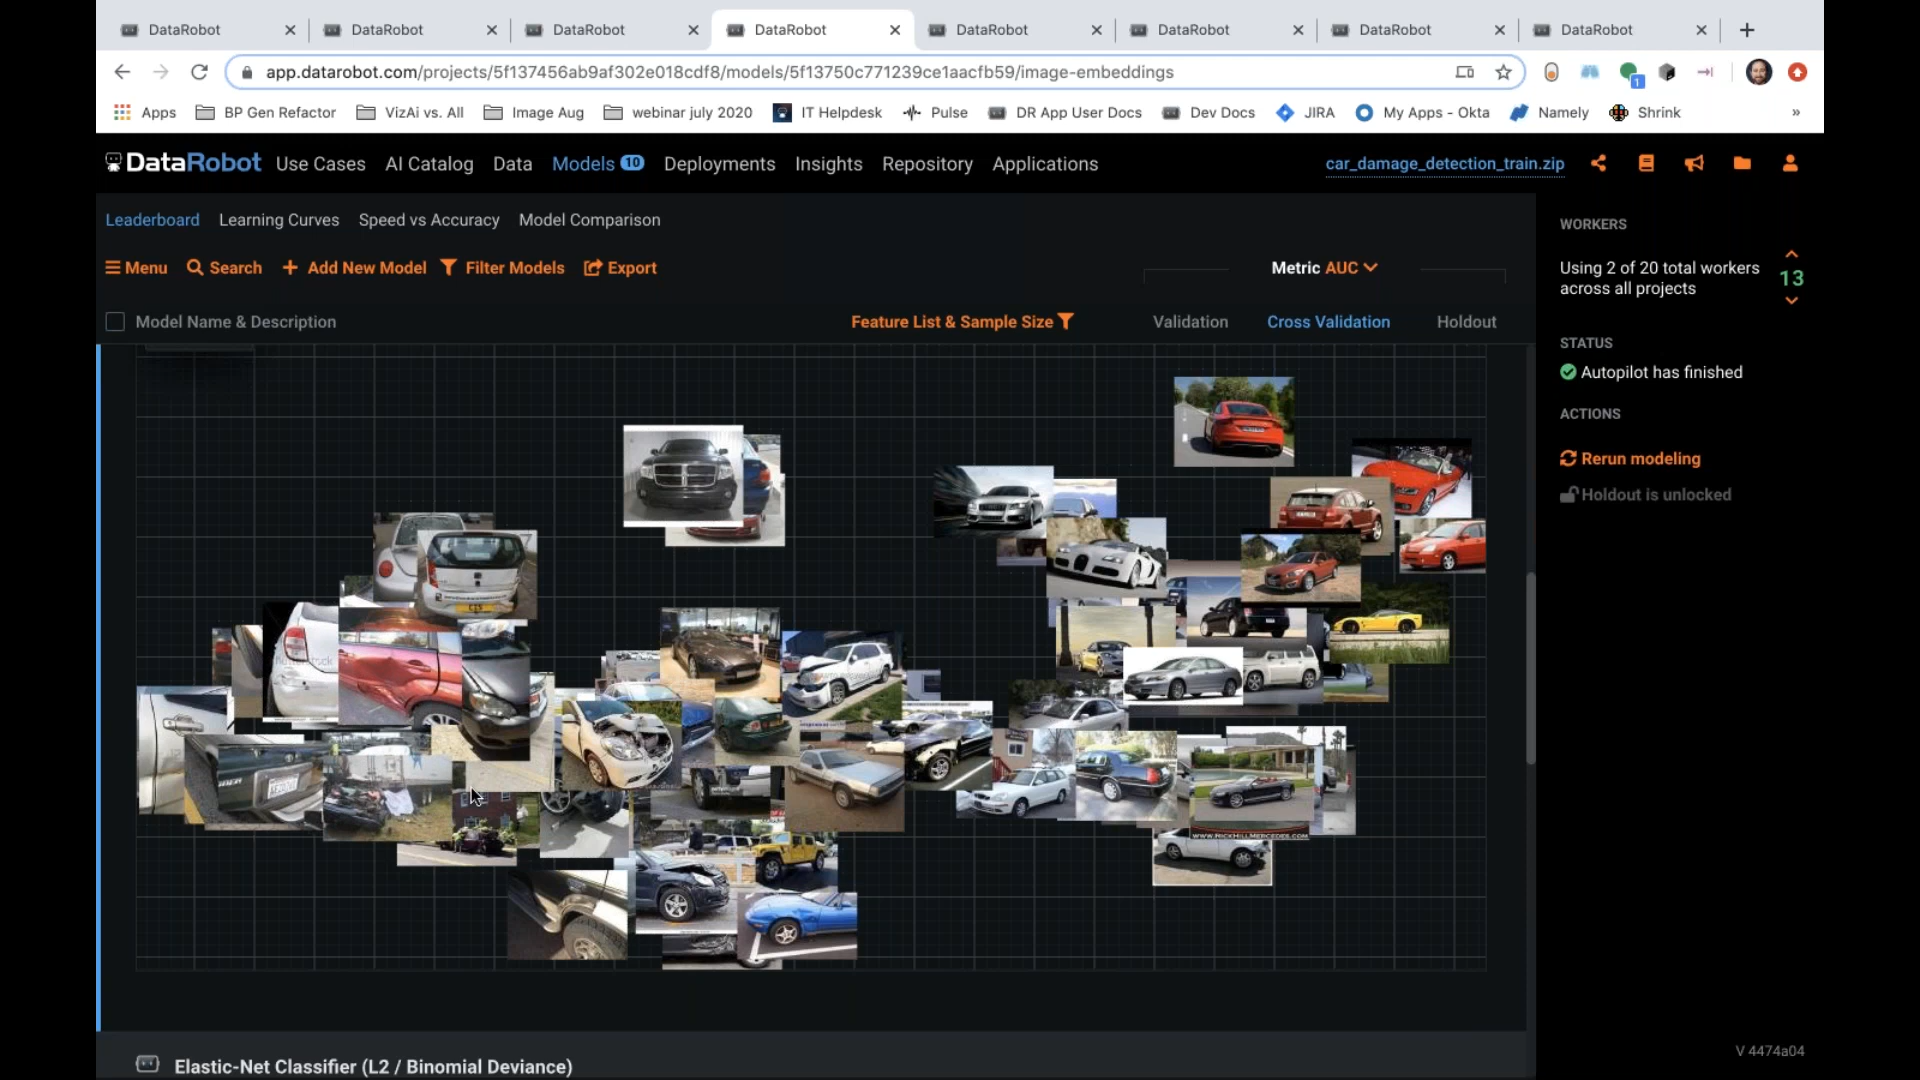 DataRobot DataRobot DataRobot DataRobot DataRobot DataRobot DataRobot DataRobot
app.datarobot.com/projects/5f137456ab9af302e018cdf8/models/5f13750c771239ce1aacfb59/image-embeddings
1
Apps BP Gen Refactor VizAi vs. All Image Aug webinar july 2020 IT Helpdesk Pulse DR App User Docs Dev Docs JIRA My Apps - Okta Namely Shrink »
DataRobot Use Cases AI Catalog Data Models 10 Deployments Insights Repository Applications car_damage_detection_train.zip
Leaderboard Learning Curves Speed vs Accuracy Model Comparison
Menu Search Add New Model Filter Models Export Metric AUC
Model Name & Description Feature List & Sample Size Validation Cross Validation Holdout
WORKERS
Using 2 of 20 total workers
across all projects
13
STATUS
Autopilot has finished
ACTIONS
Rerun modeling
Holdout is unlocked
WWW.RICKHILLMERCEDES.COM
Elastic-Net Classifier (L2 / Binomial Deviance)
V 4474a04